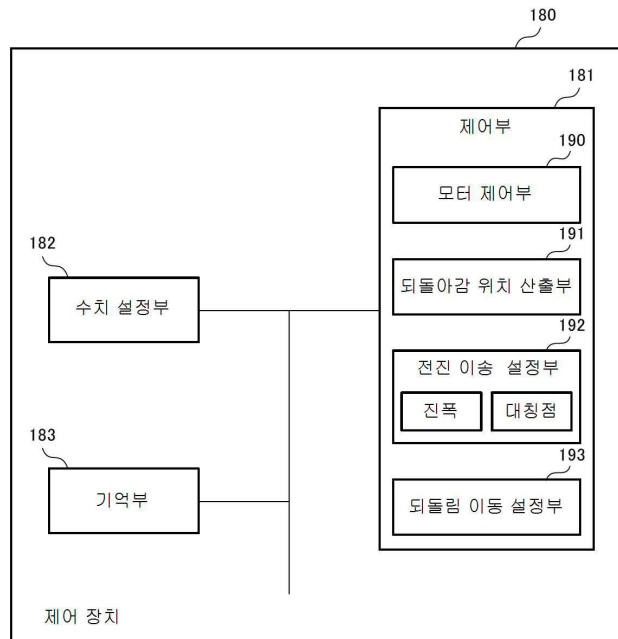 180
181
제어부
190
모터 제어부
191
되돌아감 위치 산출부
182
수치 설정부
192
전진 이송 설정부
진폭
대칭점
183
기억부
193
되돌림 이동 설정부
제어 장치